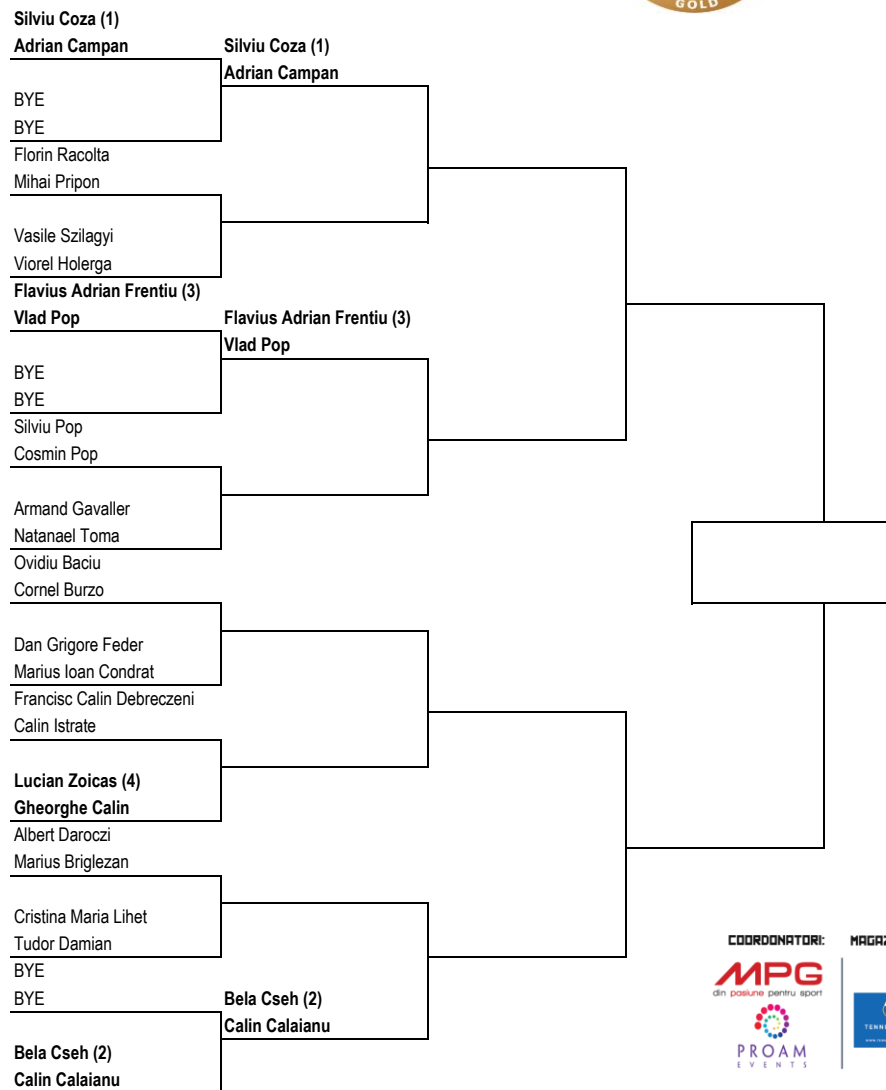 GOLD
Silviu Coza (1)
Adrian Campan
Silviu Coza (1)
Adrian Campan
BYE
BYE
Florin Racolta
Mihai Pripon
Vasile Szilagyi
Viorel Holerga
Flavius Adrian Frentiu (3)
Vlad Pop
Flavius Adrian Frentiu (3)
Vlad Pop
BYE
BYE
Silviu Pop
Cosmin Pop
Armand Gavaller
Natanael Toma
Ovidiu Baciu
Cornel Burzo
Dan Grigore Feder
Marius Ioan Condrat
Francisc Calin Debreczeni
Calin Istrate
Lucian Zoicas (4)
Gheorghe Calin
Albert Daroczi
Marius Briglezan
Cristina Maria Lihet
Tudor Damian
BYE
BYE
Bela Cseh (2)
Calin Calaianu
Bela Cseh (2)
Calin Calaianu
COORDONATORI:
MPG
din pasiune pentru sport
PROAM
EVENTS